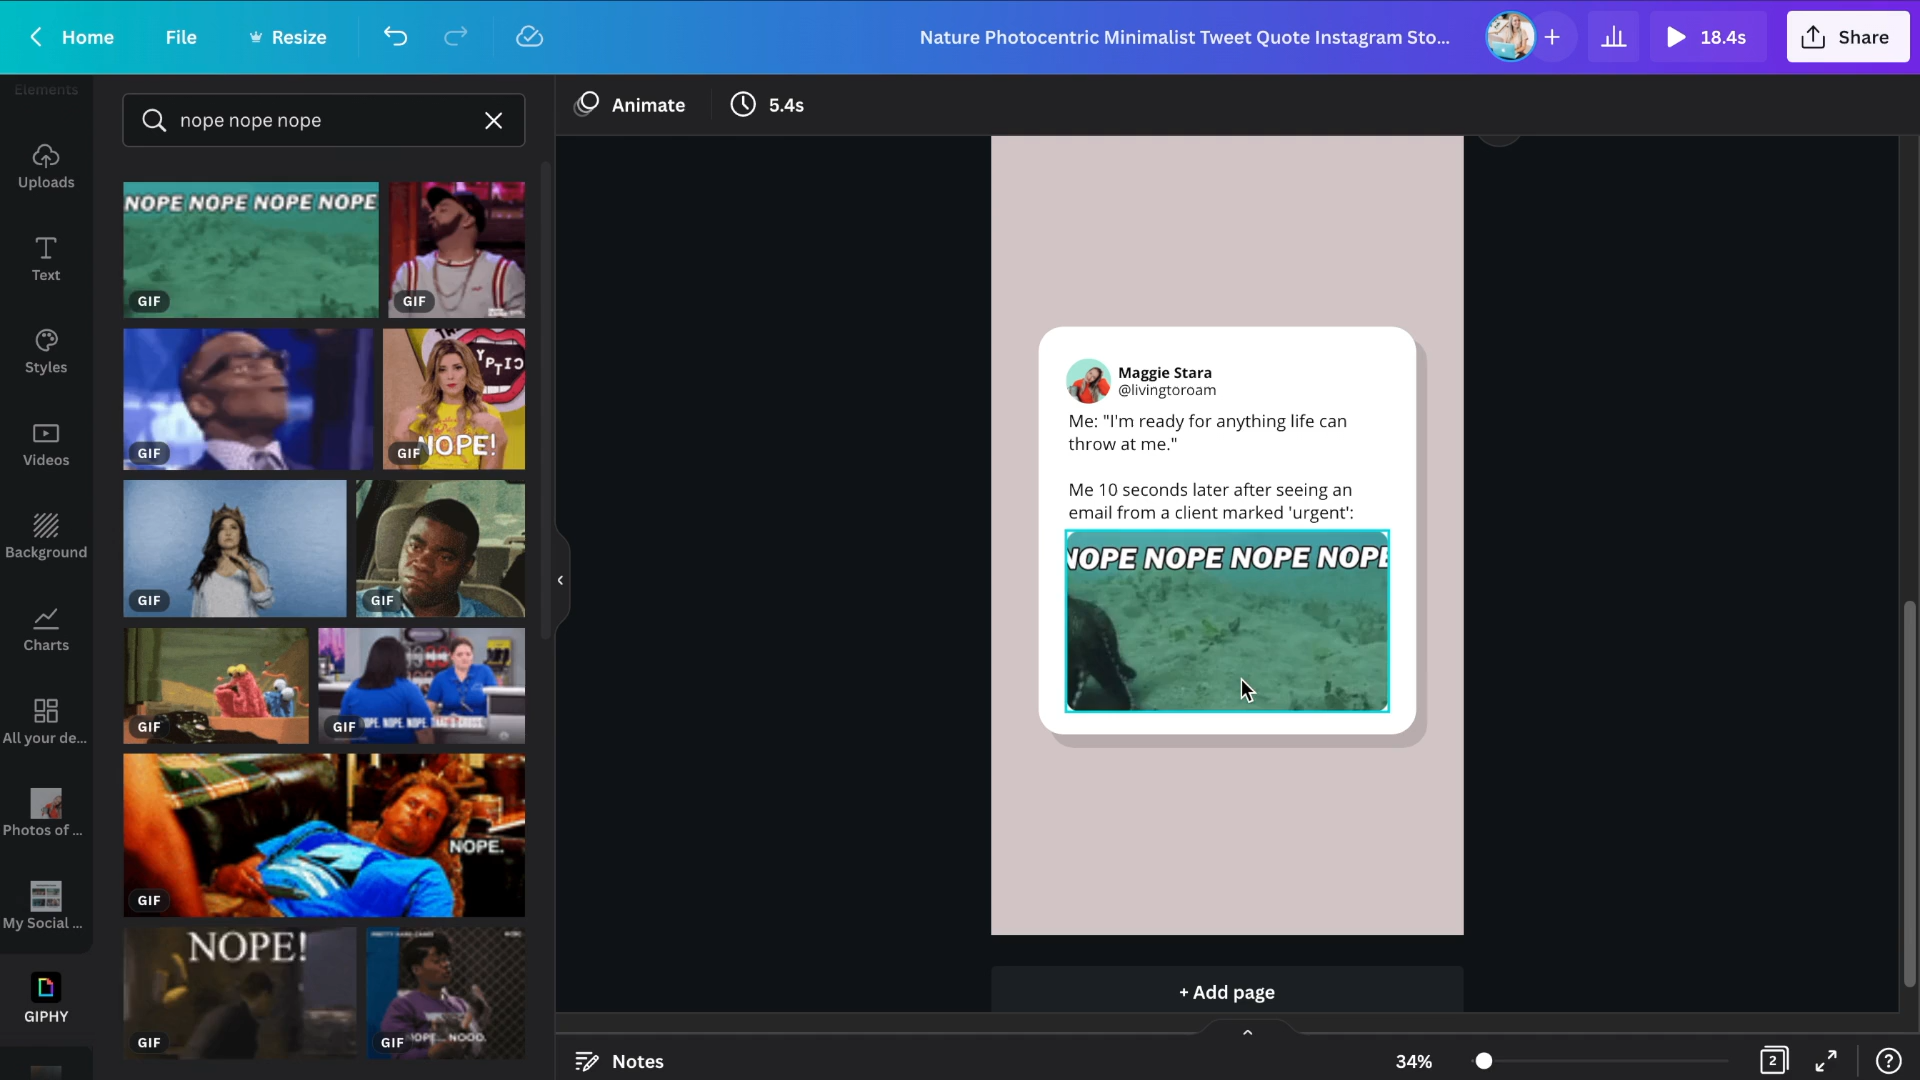 Home
File
Resize
Nature Photocentric Minimalist Tweet Quote Instagram Sto...
18.4s
Share
Elements
Uploads
Text
Styles
Videos
Background
Charts
All your de...
Photos of ...
My Social ...
GIPHY
nope nope nope
NOPE NOPE NOPE NOPE
GIF
GIF
GIF
NOPE!
GIF
GIF
GIF
GIF
GIF
NOPE.
GIF
NOPE!
GIF
GIF
Animate
5.4s
Maggie Stara
@livingtoroam
Me: "I'm ready for anything life can
throw at me."
Me 10 seconds later after seeing an
email from a client marked 'urgent':
NOPE NOPE NOPE NOPE
+ Add page
Notes
34%
2
?